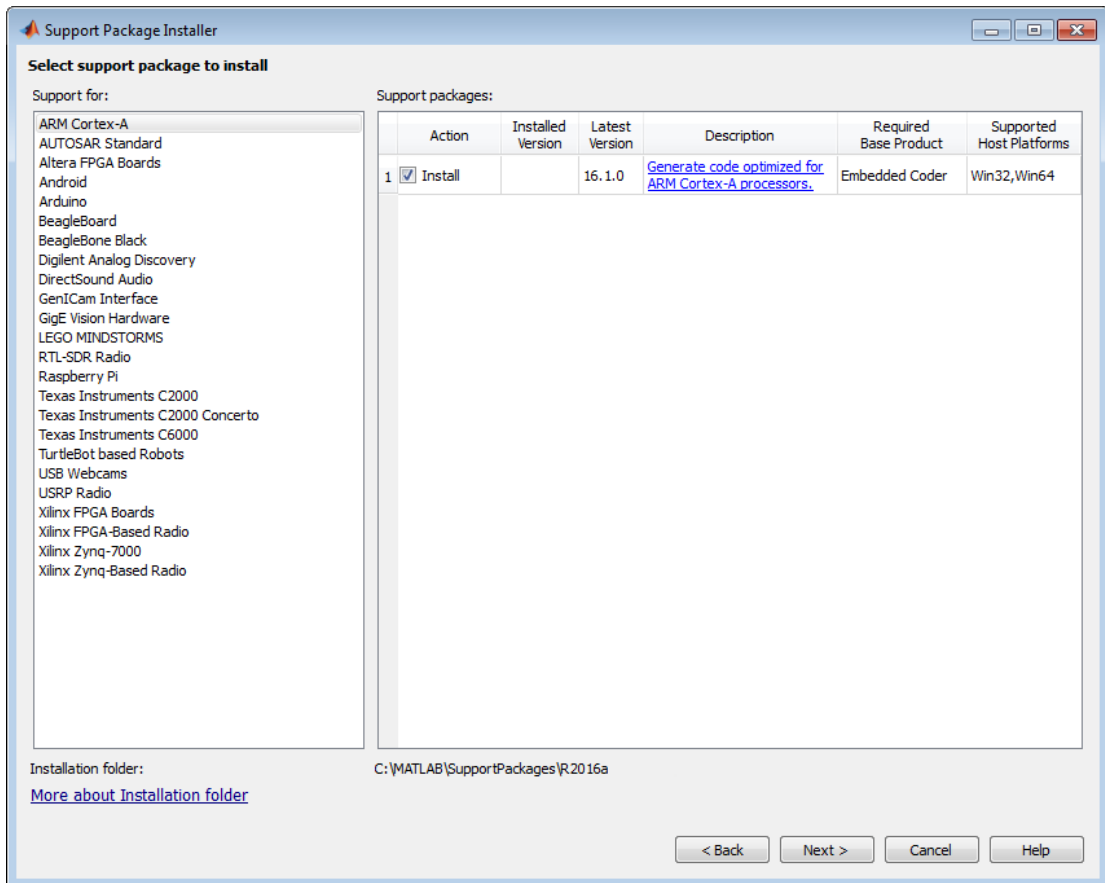 Support Package Installer
Select support package to install
Support for:
ARM Cortex-A
AUTOSAR Standard
Altera FPGA Boards
Android
Arduino
BeagleBoard
BeagleBone Black
Digilent Analog Discovery
DirectSound Audio
GenICam Interface
GigE Vision Hardware
LEGO MINDSTORMS
RTL-SDR Radio
Raspberry Pi
Texas Instruments C2000
Texas Instruments C2000 Concerto
Texas Instruments C6000
TurtleBot based Robots
USB Webcams
USRP Radio
Xilinx FPGA Boards
Xilinx FPGA-Based Radio
Xilinx Zynq-7000
Xilinx Zynq-Based Radio
Support packages:
Action
Installed
Version
Latest
Version
Description
Required
Base Product
Supported
Host Platforms
1
Install
16.1.0
Generate code optimized for
ARM Cortex-A processors.
Embedded Coder
Win32,Win64
Installation folder:
C:\MATLAB\SupportPackages\R2016a
More about Installation folder
< Back
Next >
Cancel
Help